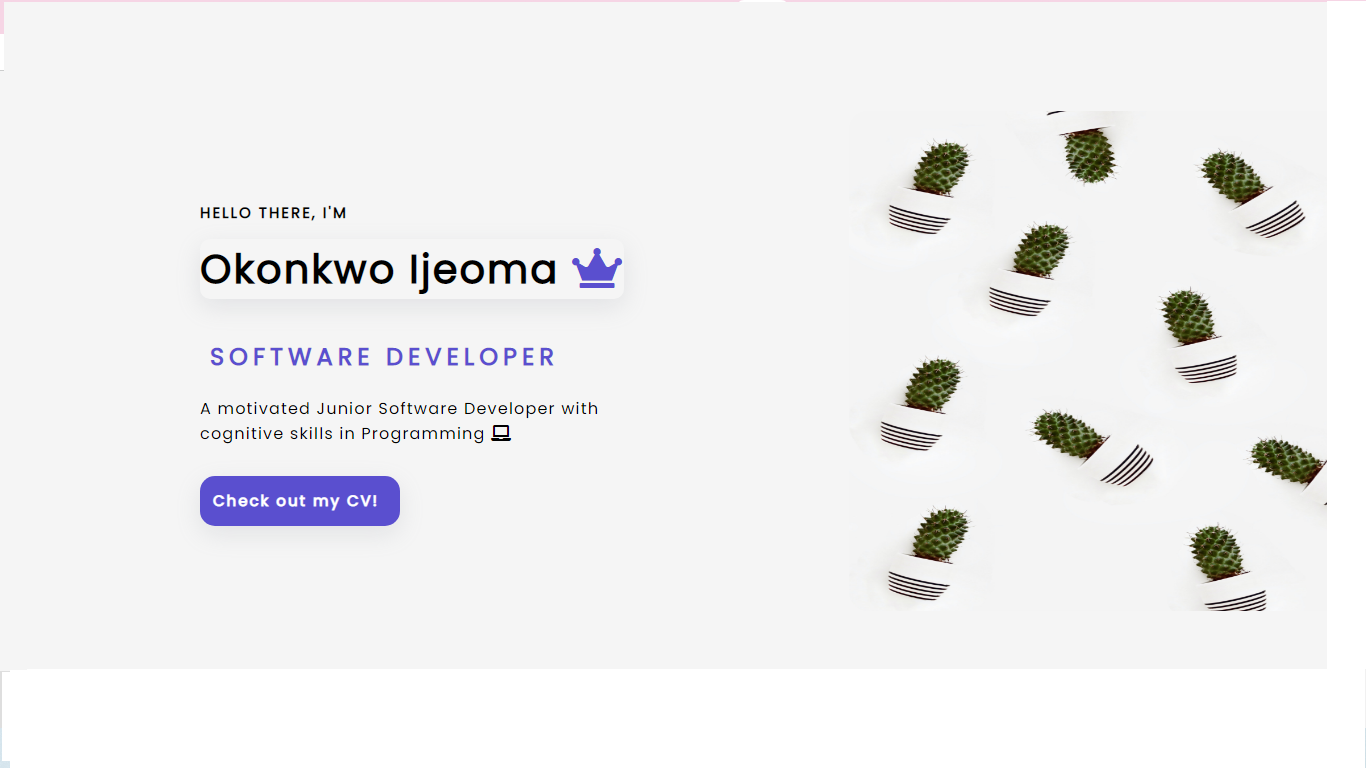 HELLO THERE, I'M
Okonkwo Ijeoma
SOFTWARE DEVELOPER
A motivated Junior Software Developer with
cognitive skills in Programming
Check out my CV!